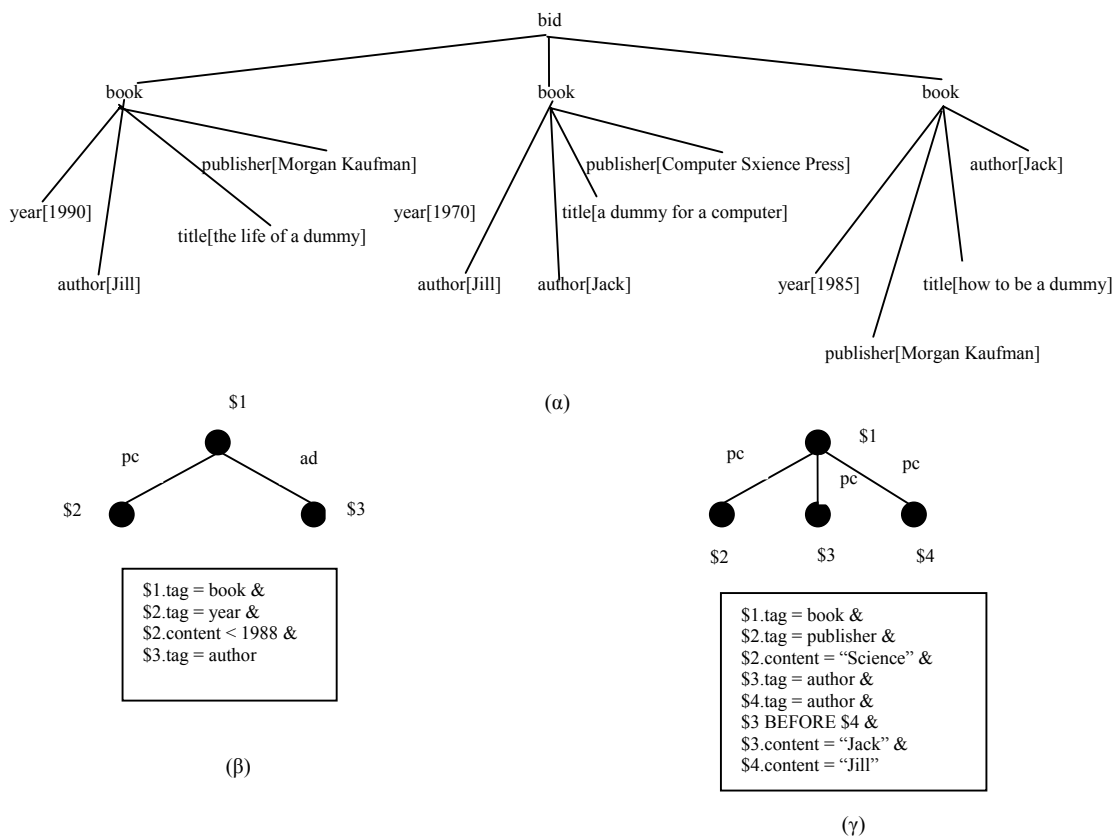 bid
book
book
book
publisher[Morgan Kaufman]
publisher[Computer Sxience Press]
author[Jack]
year[1990]
year[1970]
title[a dummy for a computer]
title[the life of a dummy]
author[Jill]
author[Jill]
author[Jack]
year[1985]
title[how to be a dummy]
publisher[Morgan Kaufman]
(α)
$1
pc
ad
$2
$3
$1.tag = book &
$2.tag = year &
$2.content < 1988 &
$3.tag = author
(β)
$1
pc
pc
pc
$2
$3
$4
$1.tag = book &
$2.tag = publisher &
$2.content = “Science” &
$3.tag = author &
$4.tag = author &
$3 BEFORE $4 &
$3.content = “Jack” &
$4.content = “Jill”
(γ)